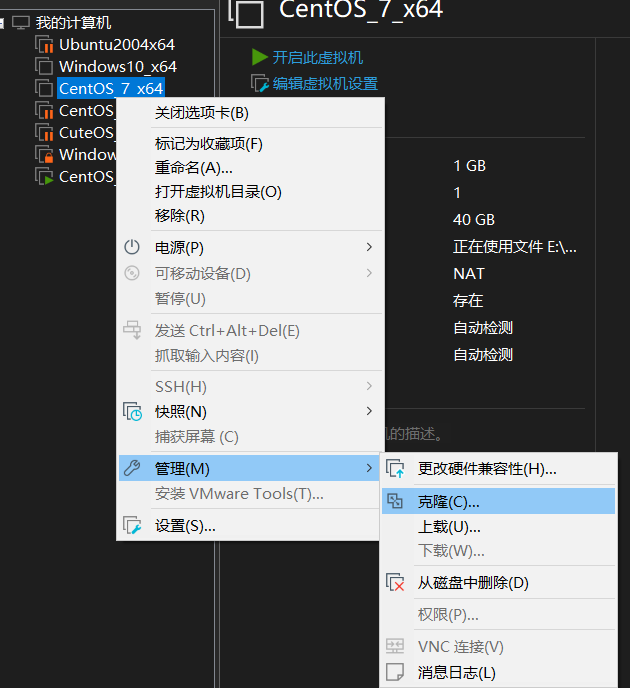 CentOS_7_x64
我的计算机
Ubuntu2004x64
Windows10_x64
CentOS_7_x64
CentOS_
CuteOS_
Window
CentOS_
开启此虚拟机
编辑虚拟机设置
关闭选项卡(B)
标记为收藏项(F)
重命名(A)...
打开虚拟机目录(O)
移除(R)
电源(P)
可移动设备(D)
暂停(U)
发送 Ctrl+Alt+Del(E)
抓取输入内容(I)
SSH(H)
快照(N)
捕获屏幕 (C)
管理(M)
安装 VMware Tools(T)...
设置(S)...
1 GB
1
40 GB
正在使用文件 E:\...
NAT
存在
自动检测
自动检测
机的描述。
更改硬件兼容性(H)...
克隆(C)...
上载(U)...
下载(W)...
从磁盘中删除(D)
权限(P)...
VNC 连接(V)
消息日志(L)